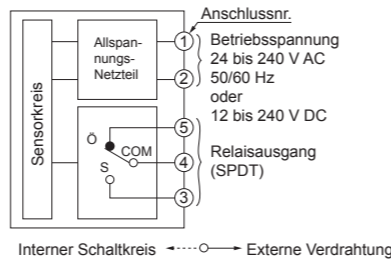 Anschlussnr.
Sensorkreis
Allspan-
nungs-
Netzteil
1
2
Betriebsspannung
24 bis 240 V AC
50/60 Hz
oder
12 bis 240 V DC
Ö
COM
S
5
4
3
Relaisausgang
(SPDT)
Interner Schaltkreis
Externe Verdrahtung